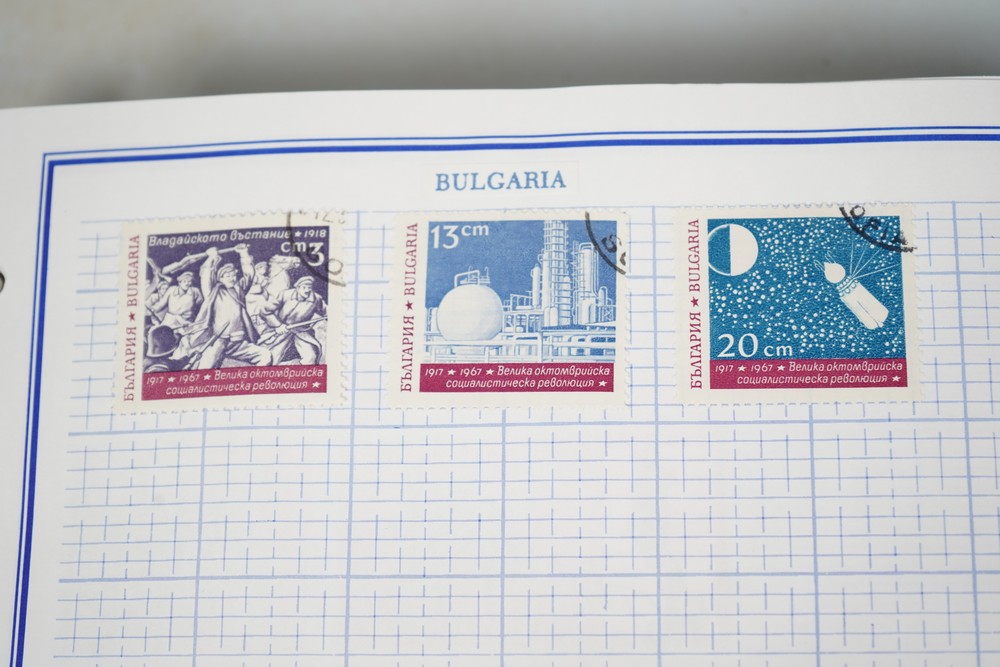 BULGARIA
БЪЛГАРИЯ ★ BULGARIA
Владайското въстание ★ 1918
cm 3
1917 ★ 1967 ★ Велика октомврийска
социалистическа революция ★
БЪЛГАРИЯ ★ BULGARIA
13 cm
1917 ★ 1967 ★ Велика октомврийска
социалистическа революция ★
БЪЛГАРИЯ ★ BULGARIA
20 cm
1917 ★ 1967 ★ Велика октомврийска
социалистическа революция ★